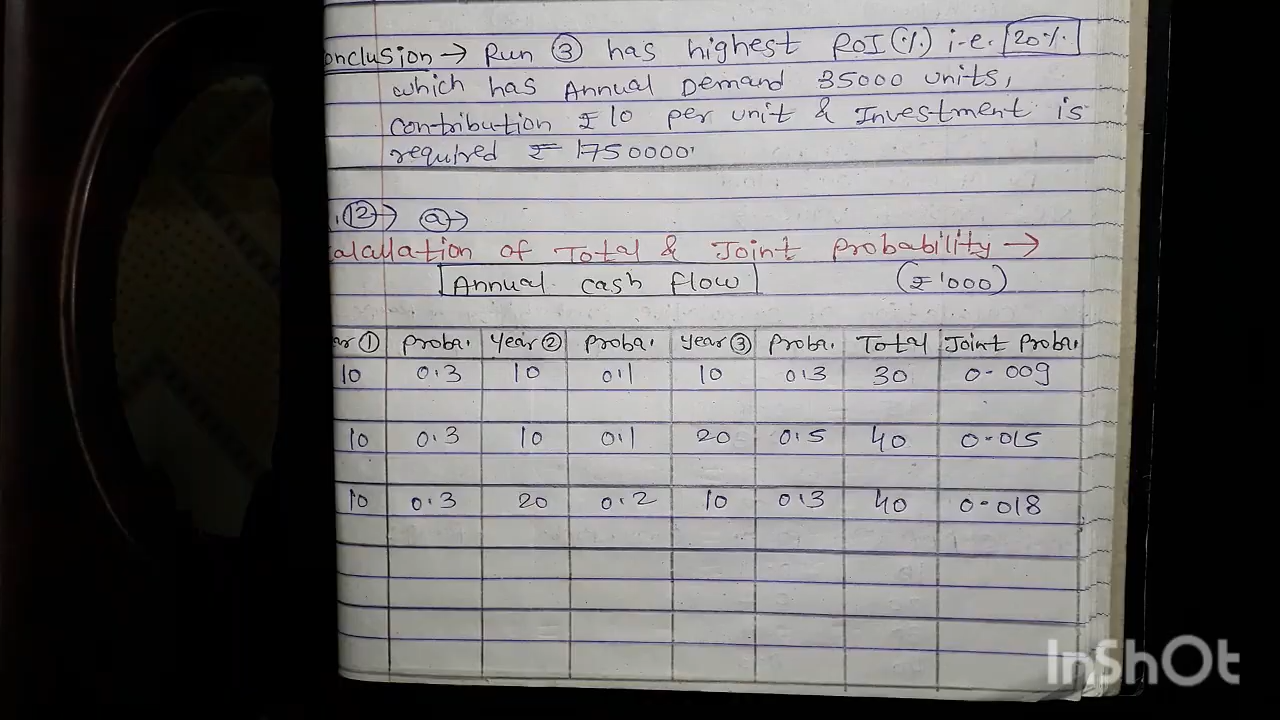 onclusion → Run ③ has highest ROI(%) i.e. 20%
which has Annual Demand 35000 units,
contribution ₹ 10 per unit & Investment is
required ₹ 1750000.
. ⑫→ ⓐ→
alallation of Total & Joint Probability →
Annual cash flow (₹'000)
ar ① Proba. Year ② Proba. Year ③ Proba. Total Joint Proba.
10 0.3 10 0.1 10 0.3 30 0.009
10 0.3 10 0.1 20 0.5 40 0.015
10 0.3 20 0.2 10 0.3 40 0.018
InShOt